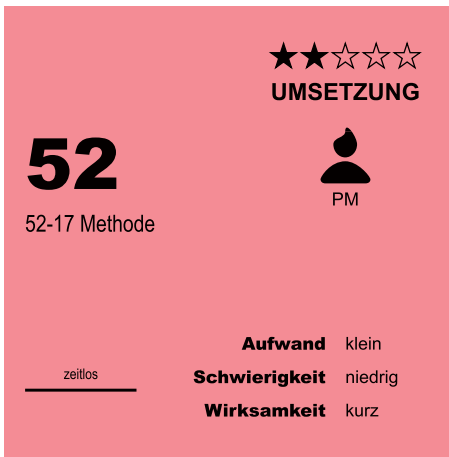 ★★☆☆☆
UMSETZUNG
52
PM
52-17 Methode
Aufwand klein
zeitlos
Schwierigkeit niedrig
Wirksamkeit kurz